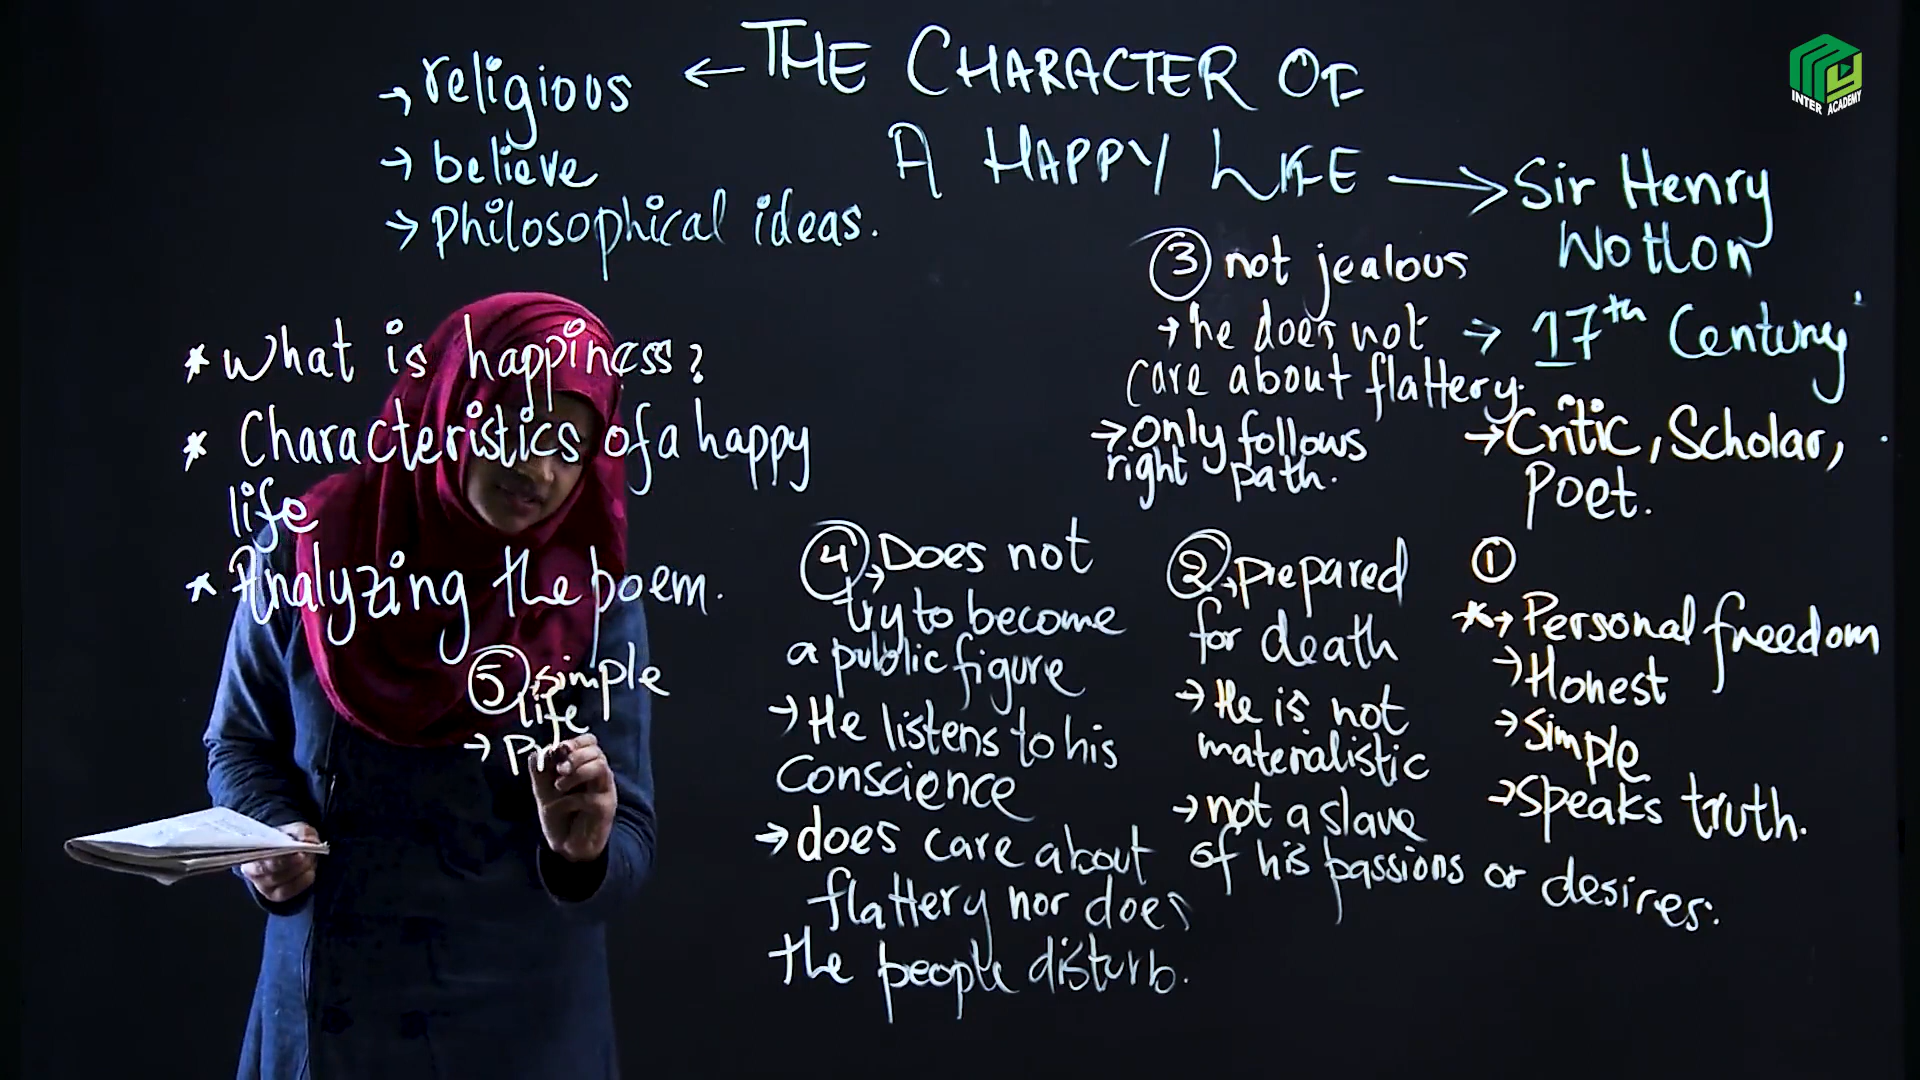 THE CHARACTER OF
A HAPPY LIFE
→ religious
→ believe
→ Philosophical ideas.
Sir Henry
Wotton
→ 17th Century
→ Critic, Scholar,
Poet.
* What is happiness?
* Characteristics of a happy
life
* Analyzing the poem.
①
* → Personal freedom
→ Honest
→ Simple
→ Speaks truth.
② → prepared
for death
→ He is not
materialistic
→ not a slave
of his passions or desires.
③ not jealous
→ he does not
care about flattery.
→ only follows
right path.
④ → Does not
try to become
a public figure
→ He listens to his
conscience
→ does care about
flattery nor does
the people disturb.
⑤ simple
life
→ Pr
INTER ACADEMY